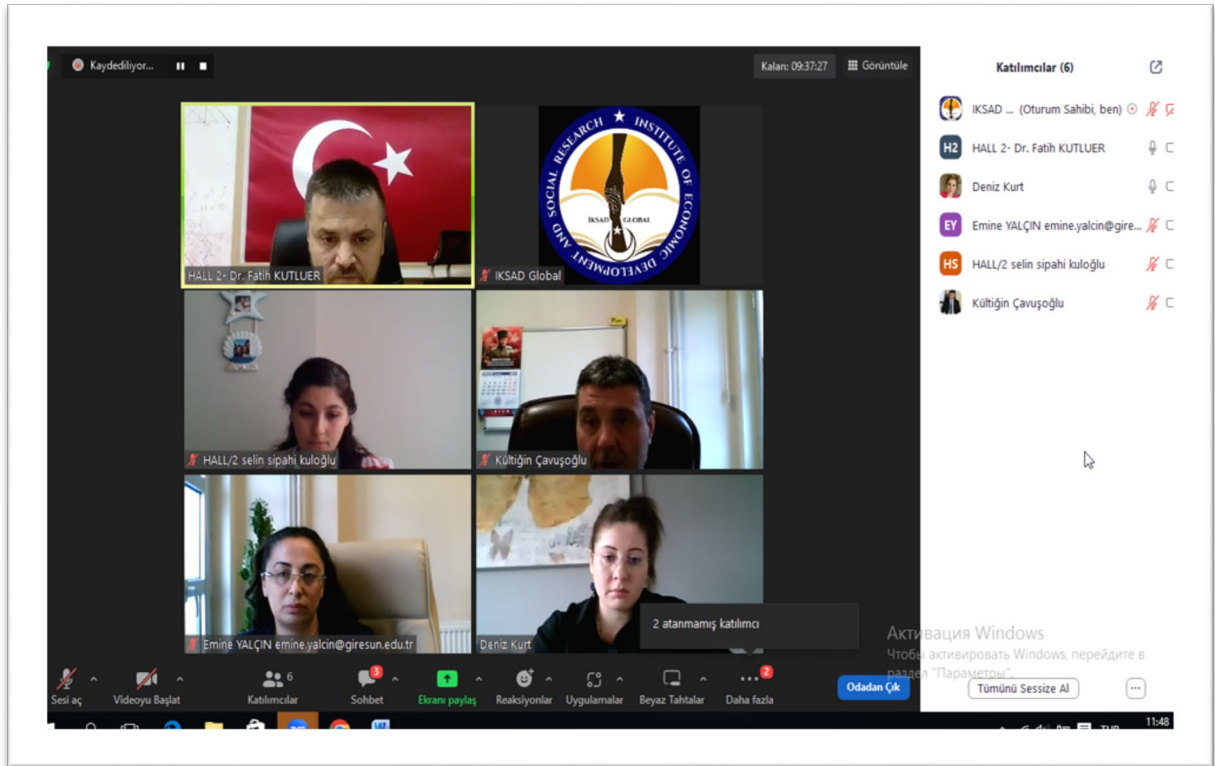 Kaydediliyor...
Kalan: 09:37:27
Görüntüle
HALL 2- Dr. Fatih KUTLUER
INSTITUTE OF ECONOMIC DEVELOPMENT AND SOCIAL RESEARCH
IKSAD GLOBAL
IKSAD Global
HALL/2 selin sipahi kuloğlu
Kültiğin Çavuşoğlu
Emine YALÇIN emine.yalcin@giresun.edu.tr
Deniz Kurt
2 atanmamış katılımcı
Katılımcılar (6)
IKSAD ... (Oturum Sahibi, ben)
H2 HALL 2- Dr. Fatih KUTLUER
Deniz Kurt
EY Emine YALÇIN emine.yalcin@gire...
HS HALL/2 selin sipahi kuloğlu
Kültiğin Çavuşoğlu
Активация Windows
Чтобы активировать Windows, перейдите в
раздел "Параметры".
Tümünü Sessize Al
Sesi aç
Videoyu Başlat
6
Katılımcılar
3
Sohbet
Ekranı paylaş
Reaksiyonlar
Uygulamalar
Beyaz Tahtalar
2
Daha fazla
Odadan Çık
TUR
11:48